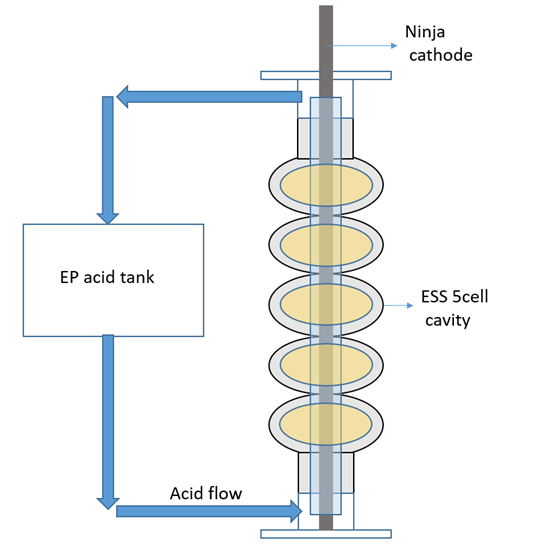 Ninja
cathode
EP acid tank
ESS 5cell
cavity
Acid flow